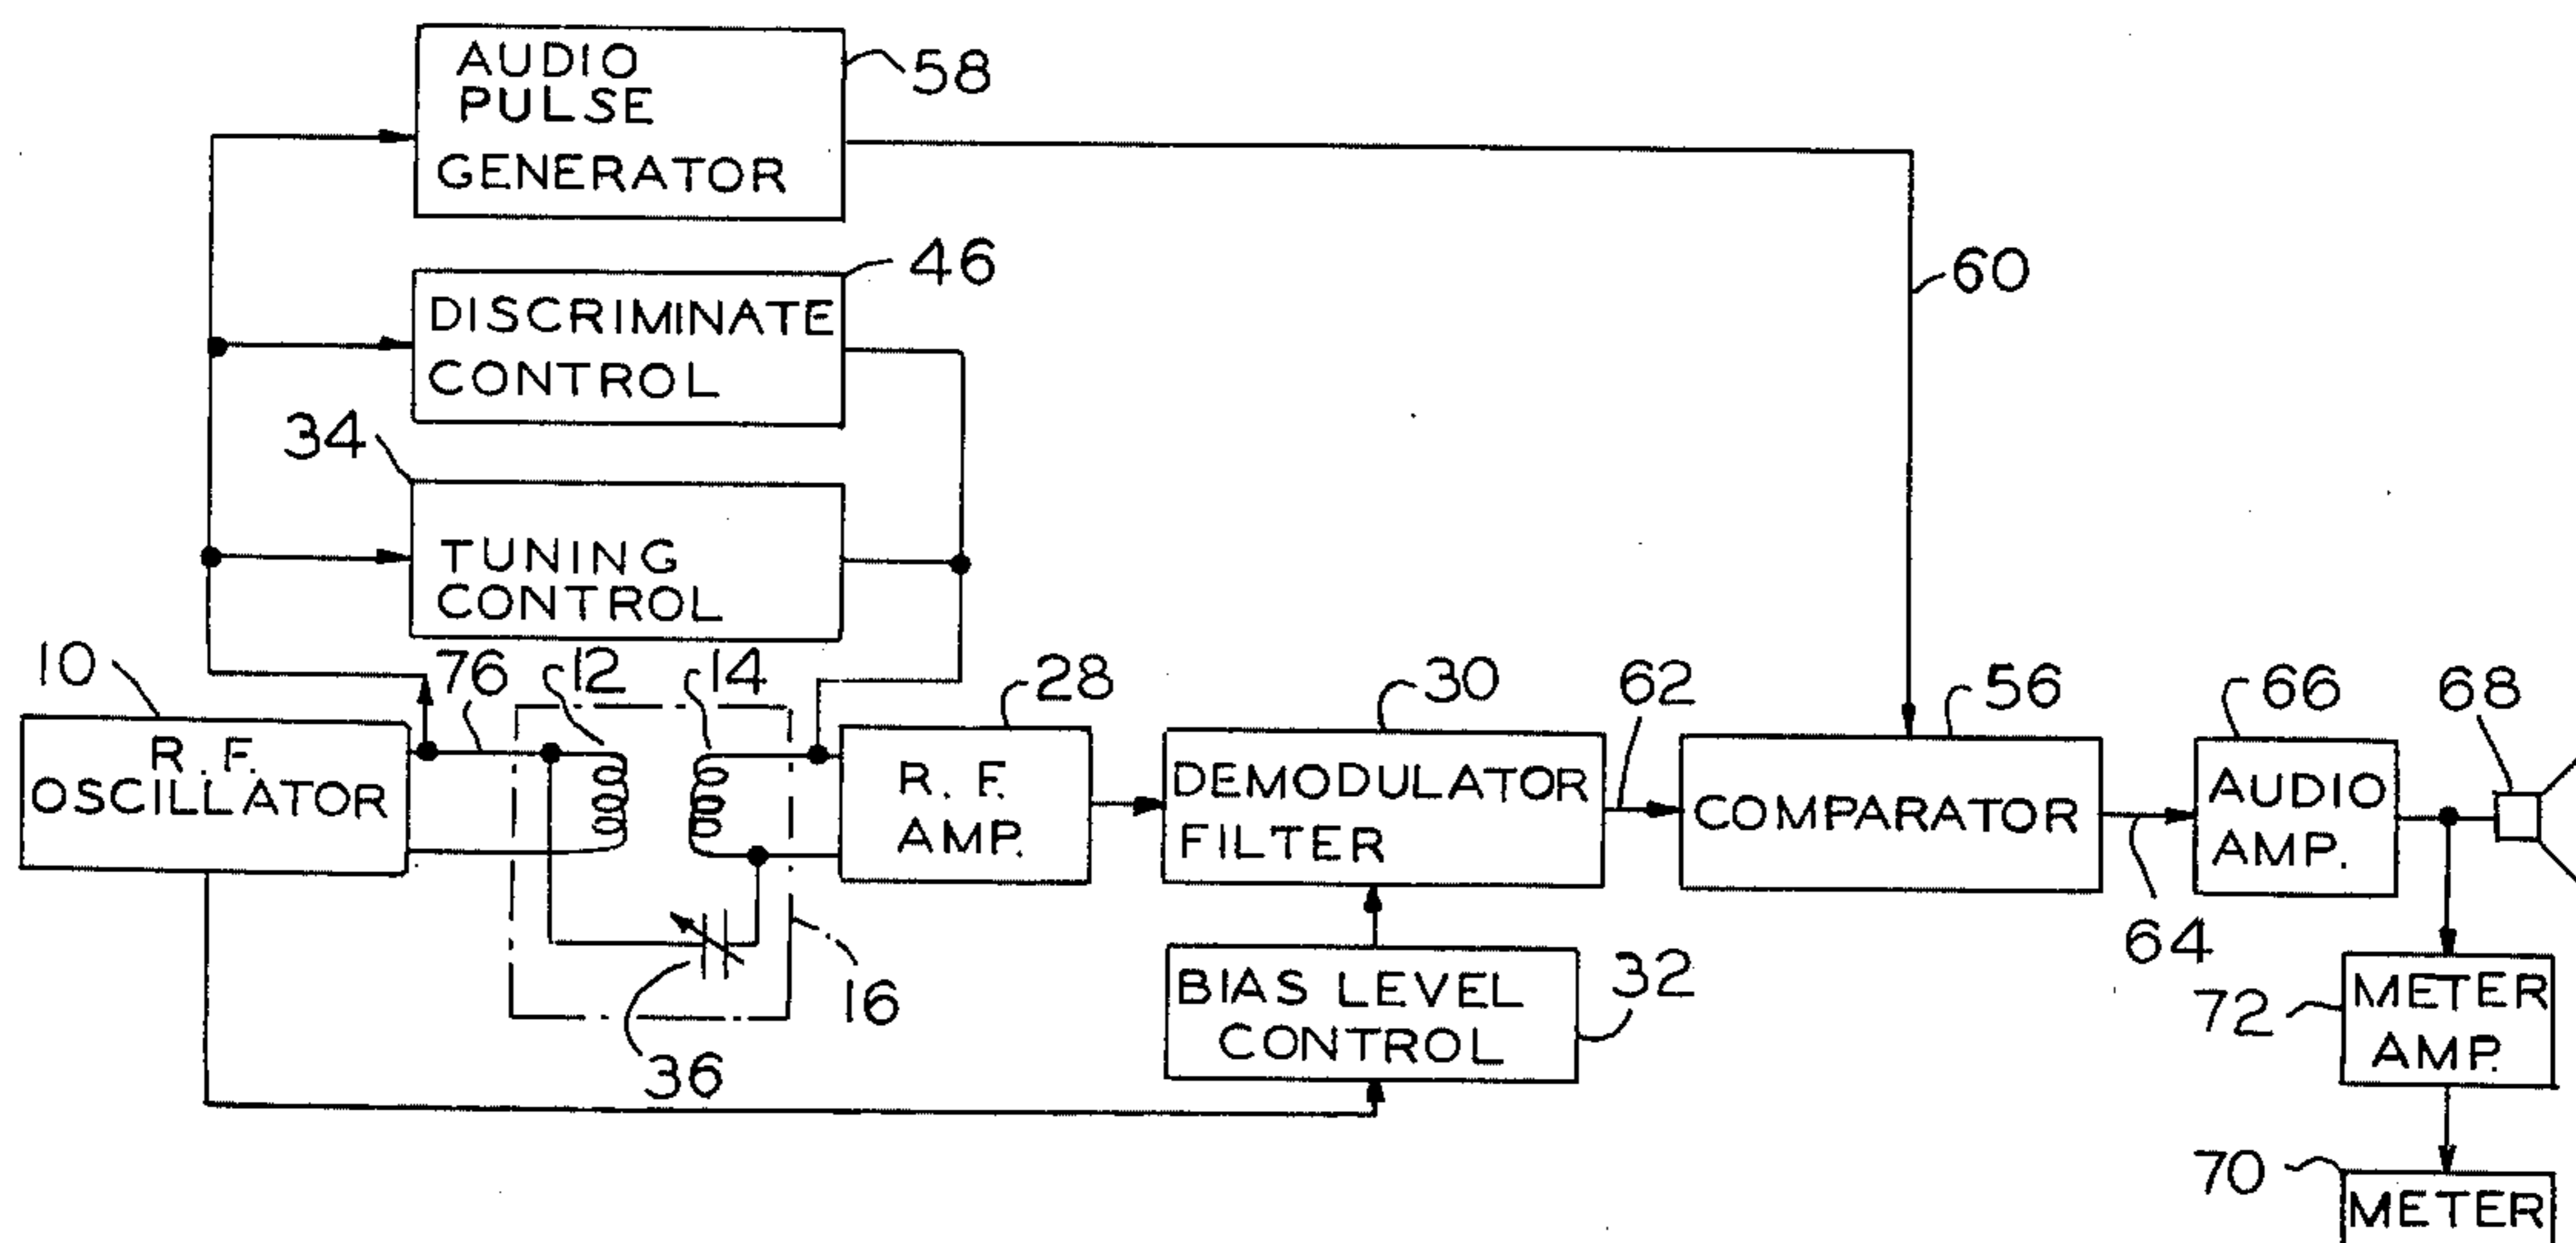 AUDIO
PULSE
GENERATOR
58
DISCRIMINATE
CONTROL
46
60
34
TUNING
CONTROL
10
76
12
14
28
30
62
56
66
68
R.F.
OSCILLATOR
R.F.
AMP.
DEMODULATOR
FILTER
COMPARATOR
AUDIO
AMP.
64
36
16
BIAS LEVEL
CONTROL
32
72
METER
AMP.
70
METER